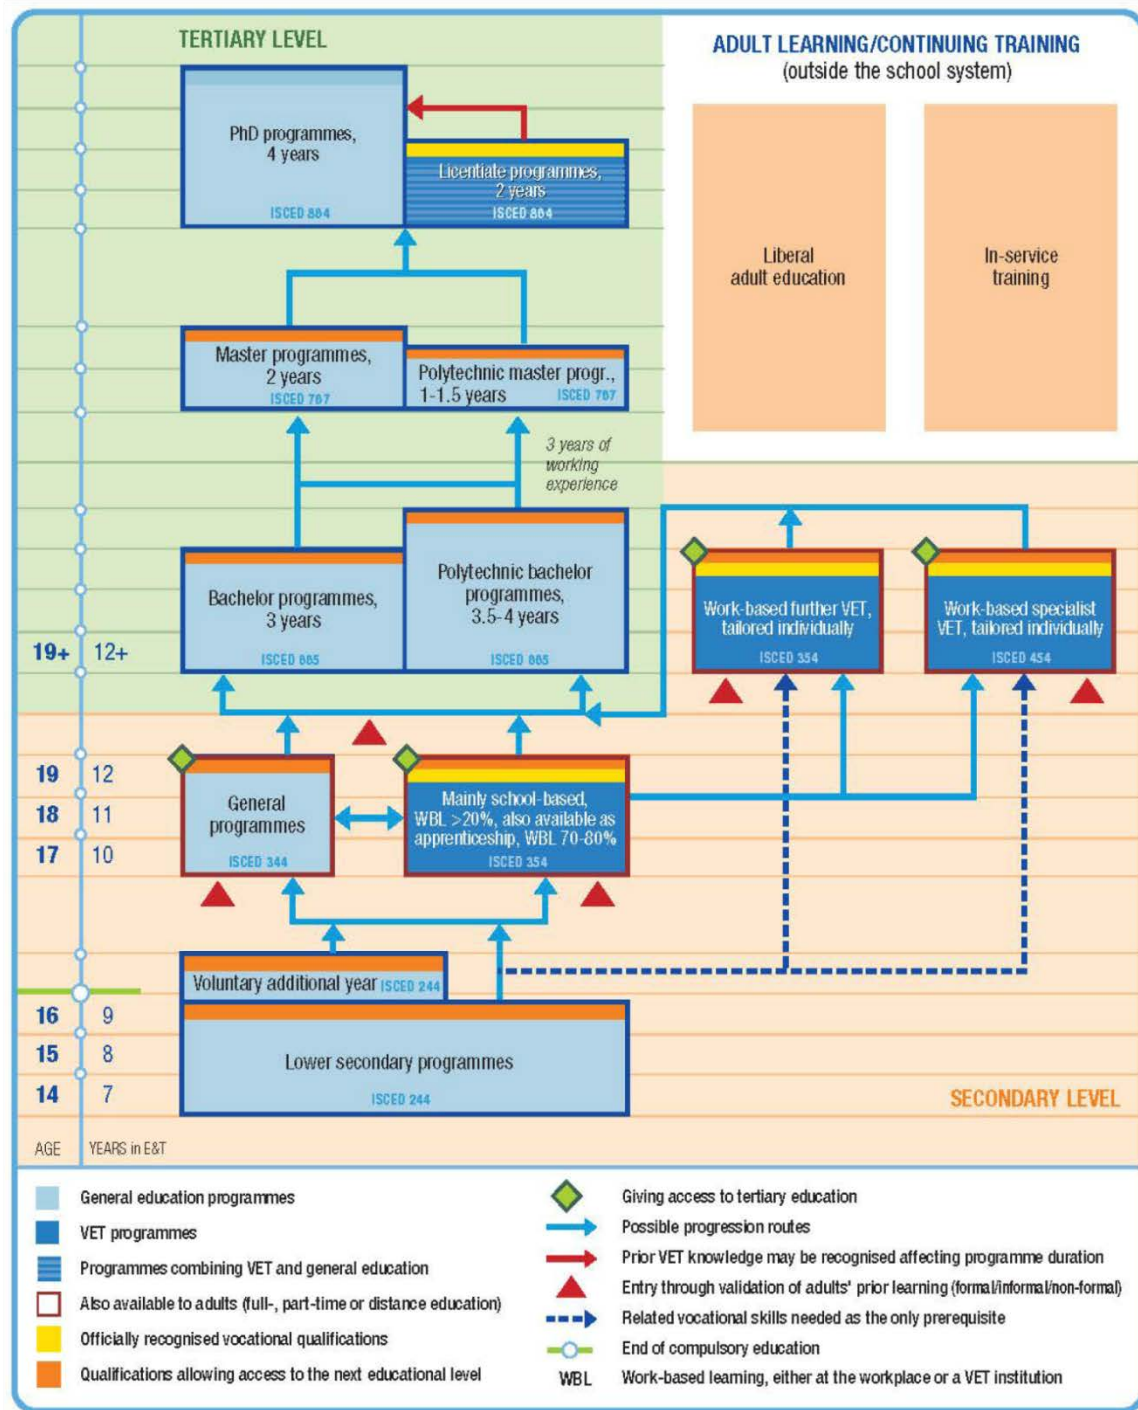 TERTIARY LEVEL
ADULT LEARNING/CONTINUING TRAINING
(outside the school system)
PhD programmes,
4 years
ISCED 864
Licentiate programmes,
2 years
ISCED 864
Liberal
adult education
In-service
training
Master programmes,
2 years
ISCED 767
Polytechnic master progr.,
1-1.5 years
ISCED 767
3 years of
working
experience
Bachelor programmes,
3 years
ISCED 665
Polytechnic bachelor
programmes,
3.5-4 years
ISCED 665
Work-based further VET,
tailored individually
ISCED 354
Work-based specialist
VET, tailored individually
ISCED 454
19+ 12+
19 12
18 11
17 10
General
programmes
ISCED 344
Mainly school-based,
WBL >20%, also available as
apprenticeship, WBL 70-80%
ISCED 354
Voluntary additional year ISCED 244
16 9
15 8
14 7
Lower secondary programmes
ISCED 244
SECONDARY LEVEL
AGE YEARS in E&T
General education programmes
VET programmes
Programmes combining VET and general education
Also available to adults (full-, part-time or distance education)
Officially recognised vocational qualifications
Qualifications allowing access to the next educational level
Giving access to tertiary education
Possible progression routes
Prior VET knowledge may be recognised affecting programme duration
Entry through validation of adults' prior learning (formal/informal/non-formal)
Related vocational skills needed as the only prerequisite
End of compulsory education
WBL Work-based learning, either at the workplace or a VET institution